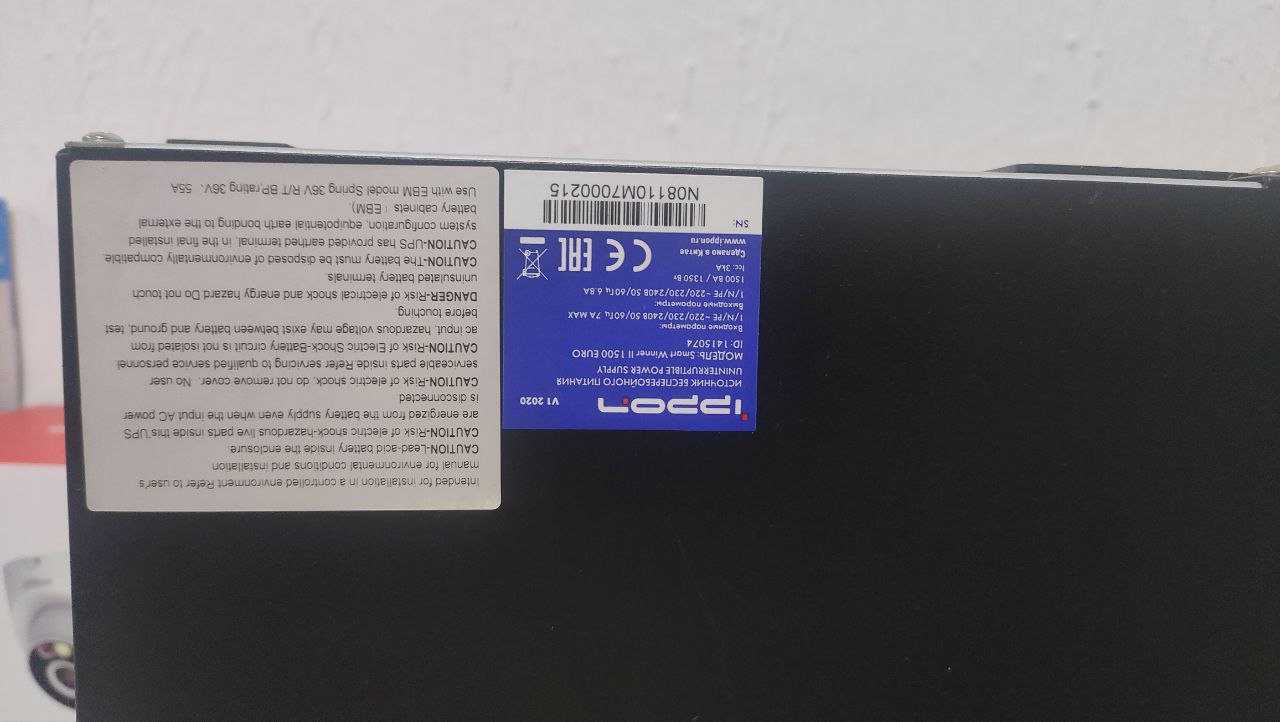 intended for installation in a controlled environment Refer to user's
manual for environmental conditions and installation
CAUTION-Lead-acid battery inside the enclosure.
CAUTION-Risk of electric shock-hazardous live parts inside this UPS
are energized from the battery supply even when the input AC power
is disconnected
CAUTION-Risk of electric shock, do not remove cover. No user
serviceable parts inside Refer servicing to qualified service personnel.
CAUTION-Risk of Electric Shock-Battery circuit is not isolated from
ac input, hazardous voltage may exist between battery and ground, test
before touching.
DANGER-Risk of electrical shock and energy hazard Do not touch
uninsulated battery terminals.
CAUTION-The battery must be disposed of environmentally compatible.
CAUTION-UPS has provided earthed terminal, in the final installed
system configuration, equipotential earth bonding to the external
battery cabinets (EBM).
Use with EBM model Spring 36V R/T BP,rating 36V、55A
ippon
V1 2020
ИСТОЧНИК БЕСПЕРЕБОЙНОГО ПИТАНИЯ
UNINTERRUPTIBLE POWER SUPPLY
МОДЕЛЬ: Smart Winner II 1500 EURO
ID: 1415074
Входные параметры:
1/N/PE ~220/230/240В 50/60Гц 7A MAX
Выходные параметры:
1/N/PE ~220/230/240В 50/60Гц 6.8A
1500 ВА / 1350 Вт
Icc: 3kA
Сделано в Китае
www.ippon.ru
CE EAC
SN:
N08110M7000215